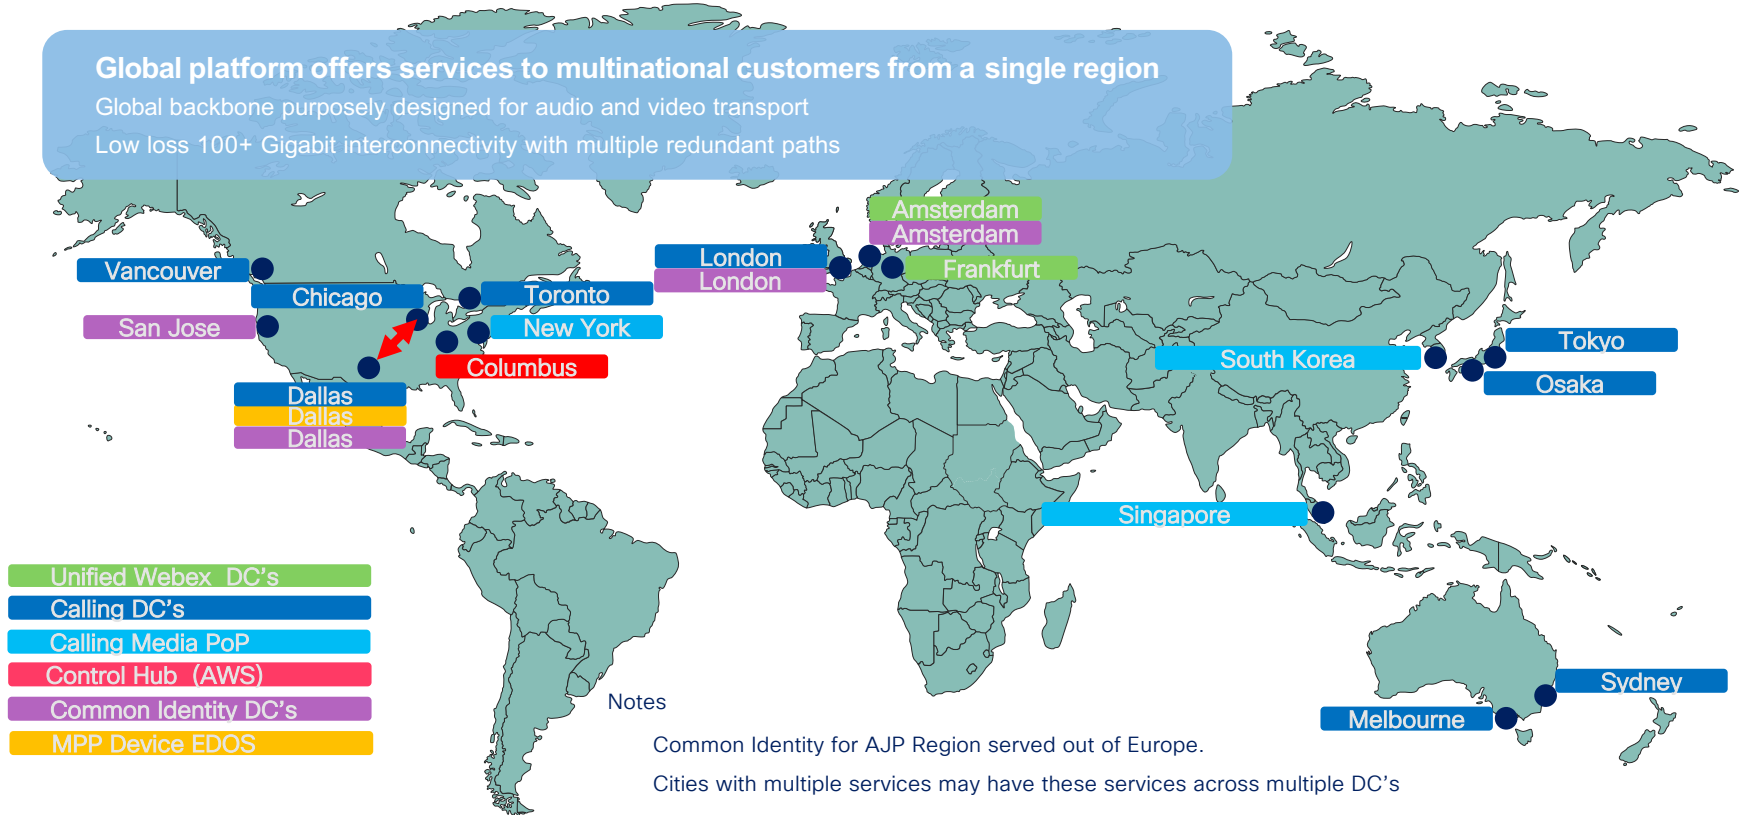 Global platform offers services to multinational customers from a single region
Global backbone purposely designed for audio and video transport
Low loss 100+ Gigabit interconnectivity with multiple redundant paths
Amsterdam
Amsterdam
London
London
Frankfurt
Vancouver
Chicago
Toronto
San Jose
New York
Columbus
Dallas
Dallas
Dallas
South Korea
Tokyo
Osaka
Singapore
Unified Webex DC's
Calling DC's
Calling Media PoP
Control Hub (AWS)
Common Identity DC's
MPP Device EDOS
Sydney
Melbourne
Notes
Common Identity for AJP Region served out of Europe.
Cities with multiple services may have these services across multiple DC's